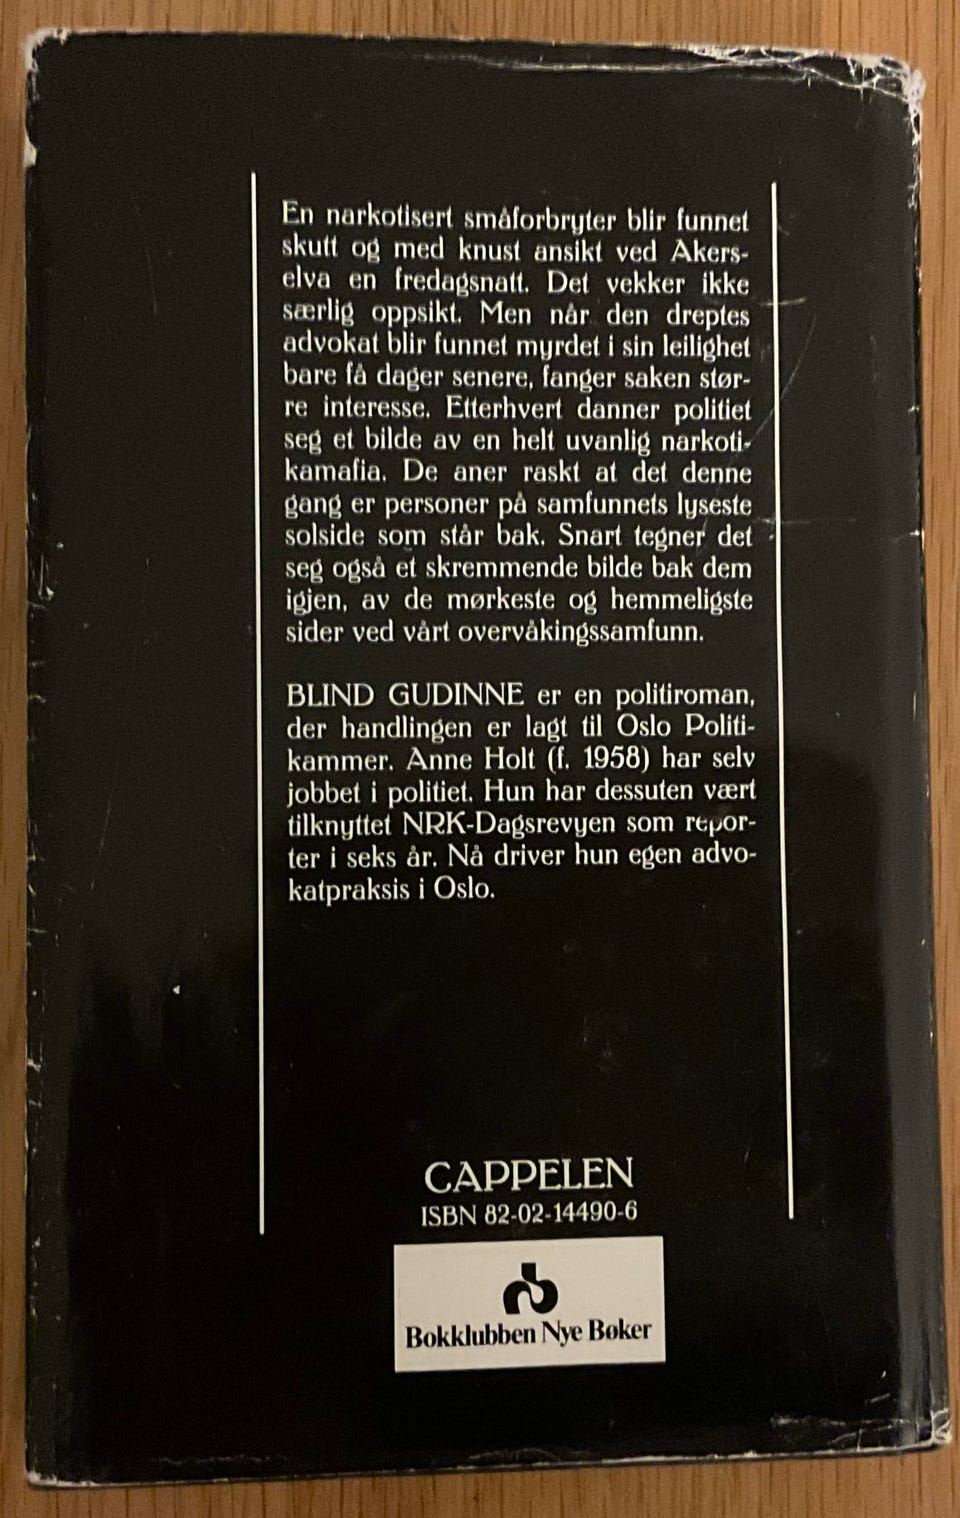 En narkotisert småforbryter blir funnet
skutt og med knust ansikt ved Akers-
elva en fredagsnatt. Det vekker ikke
særlig oppsikt. Men når den dreptes
advokat blir funnet myrdet i sin leilighet
bare få dager senere, fanger saken stør-
re interesse. Etterhvert danner politiet
seg et bilde av en helt uvanlig narkoti-
kamafia. De aner raskt at det denne
gang er personer på samfunnets lyseste
solside som står bak. Snart tegner det
seg også et skremmende bilde bak dem
igjen, av de mørkeste og hemmeligste
sider ved vårt overvåkingssamfunn.
BLIND GUDINNE er en politiroman,
der handlingen er lagt til Oslo Politi-
kammer. Anne Holt (f. 1958) har selv
jobbet i politiet. Hun har dessuten vært
tilknyttet NRK-Dagsrevyen som repor-
ter i seks år. Nå driver hun egen advo-
katpraksis i Oslo.
CAPPELEN
ISBN 82-02-14490-6
Bokklubben Nye Bøker